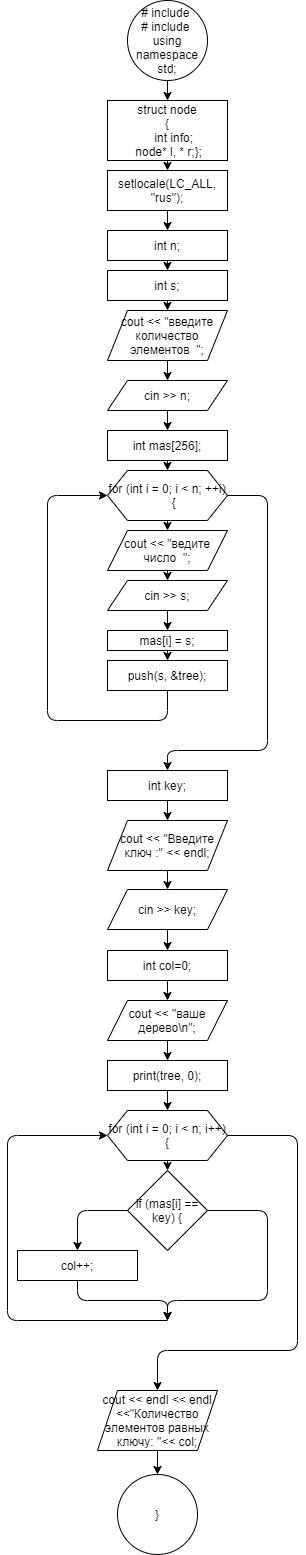 # include
# include
using
namespace
std;
struct node
{
int info;
node* l, * r;};
setlocale(LC_ALL,
"rus");
int n;
int s;
cout << "введите
количество
элементов  ";
cin >> n;
int mas[256];
for (int i = 0; i < n; ++i)
{
cout << "ведите
число  ";
cin >> s;
mas[i] = s;
push(s, &tree);
int key;
cout << "Введите
ключ :" << endl;
cin >> key;
int col=0;
cout << "ваше
дерево\n";
print(tree, 0);
for (int i = 0; i < n; i++)
{
if (mas[i] ==
key) {
col++;
cout << endl << endl
<<"Количество
элементов равных
ключу: "<< col;
}